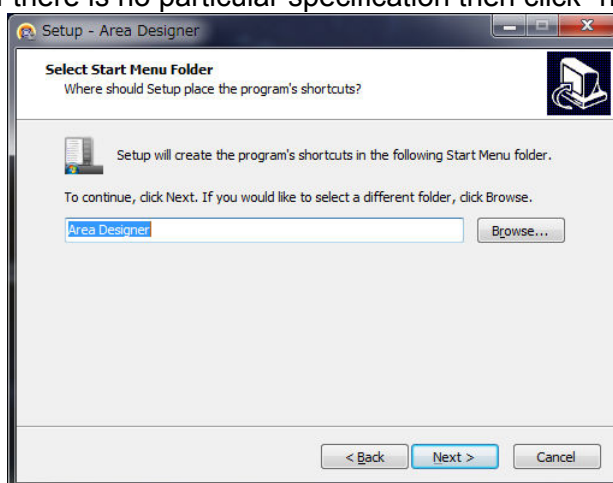 r there is no particular specification then click "n
Setup - Area Designer
Select Start Menu Folder
Where should Setup place the program's shortcuts?
Setup will create the program's shortcuts in the following Start Menu folder.
To continue, click Next. If you would like to select a different folder, click Browse.
Area Designer
Browse...
< Back
Next >
Cancel